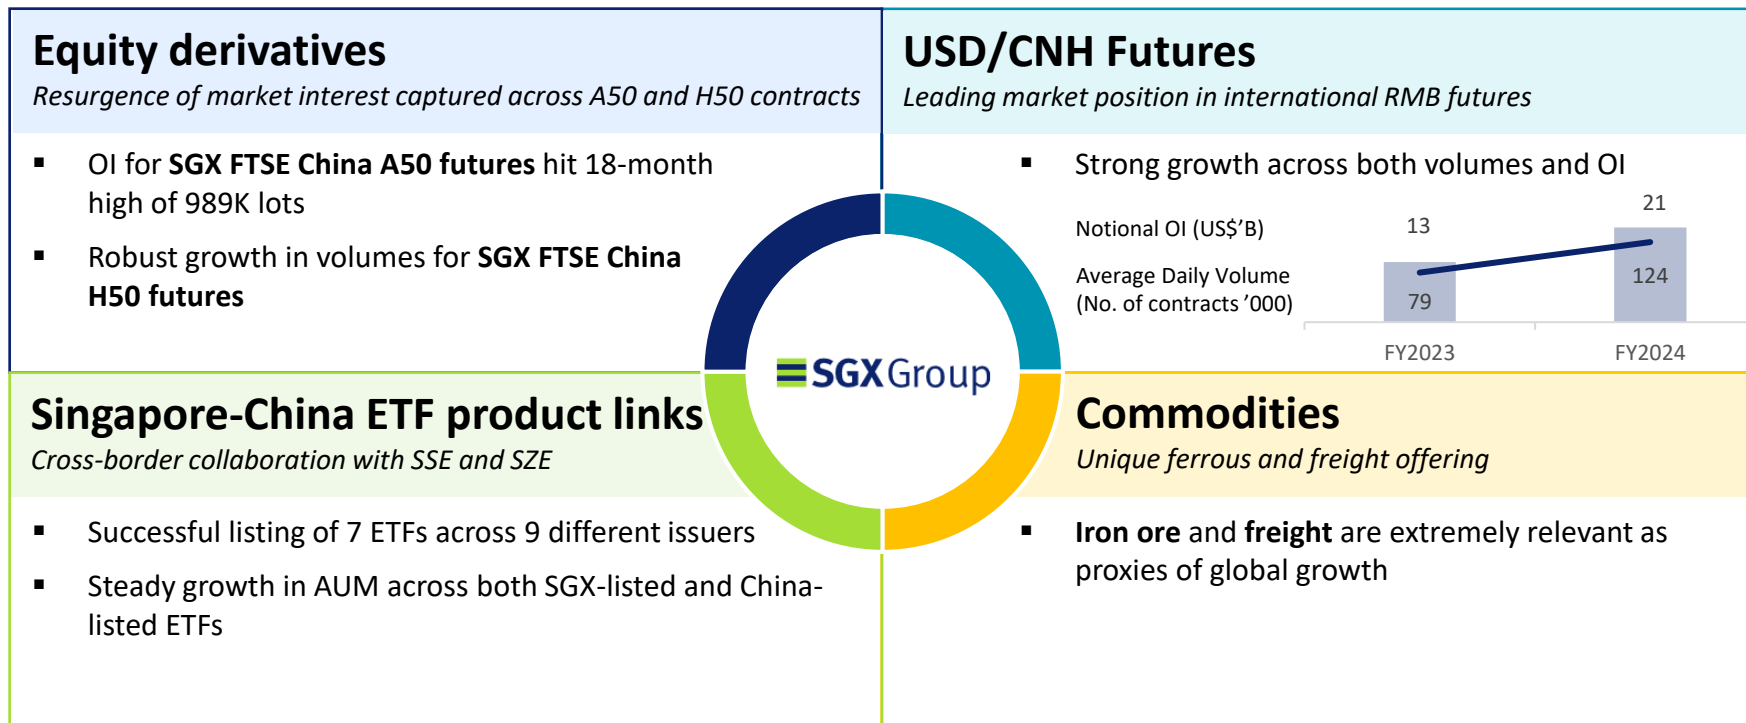 Equity derivatives
Resurgence of market interest captured across A50 and H50 contracts
▪ OI for SGX FTSE China A50 futures hit 18-month
high of 989K lots
▪ Robust growth in volumes for SGX FTSE China
H50 futures
USD/CNH Futures
Leading market position in international RMB futures
▪ Strong growth across both volumes and OI
Notional OI (US$'B)
13
21
Average Daily Volume
(No. of contracts '000)
79
124
FY2023
FY2024
SGX Group
Singapore-China ETF product links
Cross-border collaboration with SSE and SZE
▪ Successful listing of 7 ETFs across 9 different issuers
▪ Steady growth in AUM across both SGX-listed and China-
listed ETFs
Commodities
Unique ferrous and freight offering
▪ Iron ore and freight are extremely relevant as
proxies of global growth